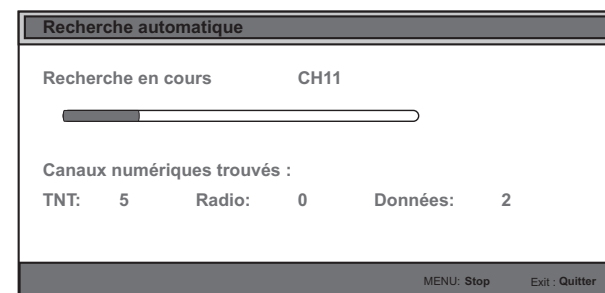 Recherche automatique
Recherche en cours CH11
Canaux numériques trouvés :
TNT: 5 Radio: 0 Données: 2
MENU: Stop Exit : Quitter